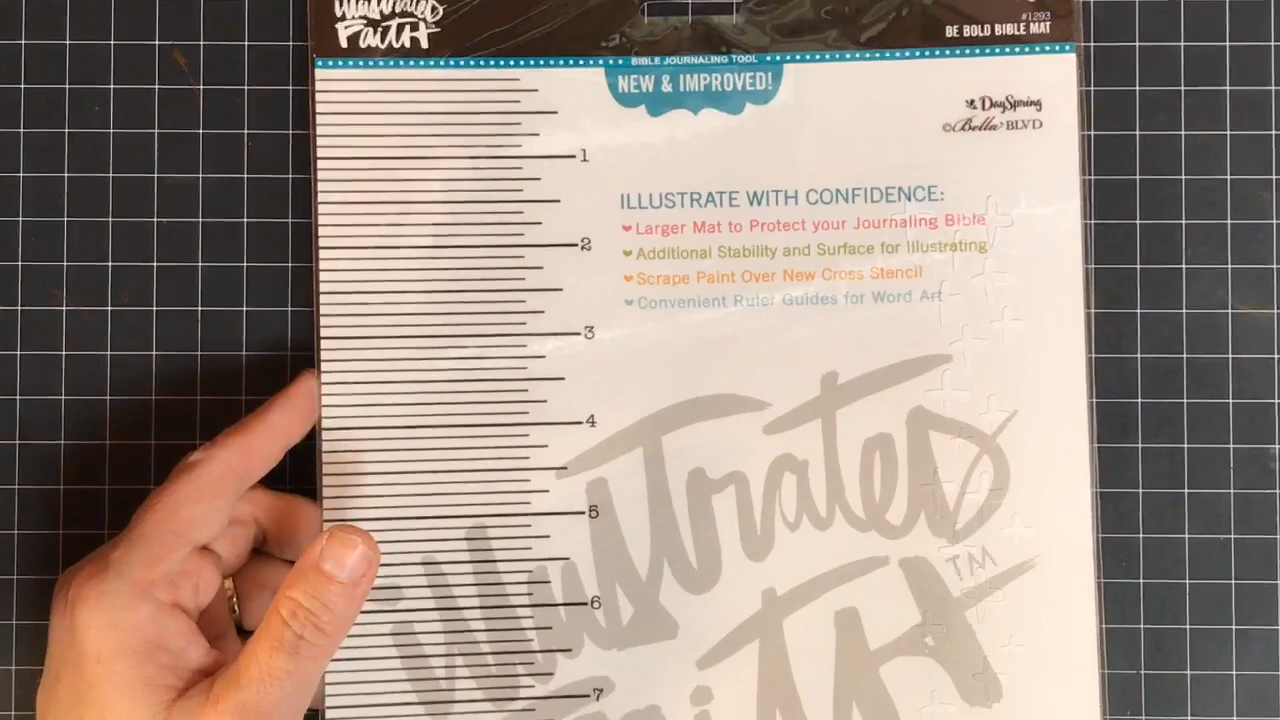 Illustrated
Faith
#1293
BE BOLD BIBLE MAT
BIBLE JOURNALING TOOL
NEW & IMPROVED!
DaySpring
©Bella BLVD
1
ILLUSTRATE WITH CONFIDENCE:
Larger Mat to Protect your Journaling Bible
2
Additional Stability and Surface for Illustrating
Scrape Paint Over New Cross Stencil
Convenient Ruler Guides for Word Art
3
4
5
6
7
Illustrated
Faith
TM